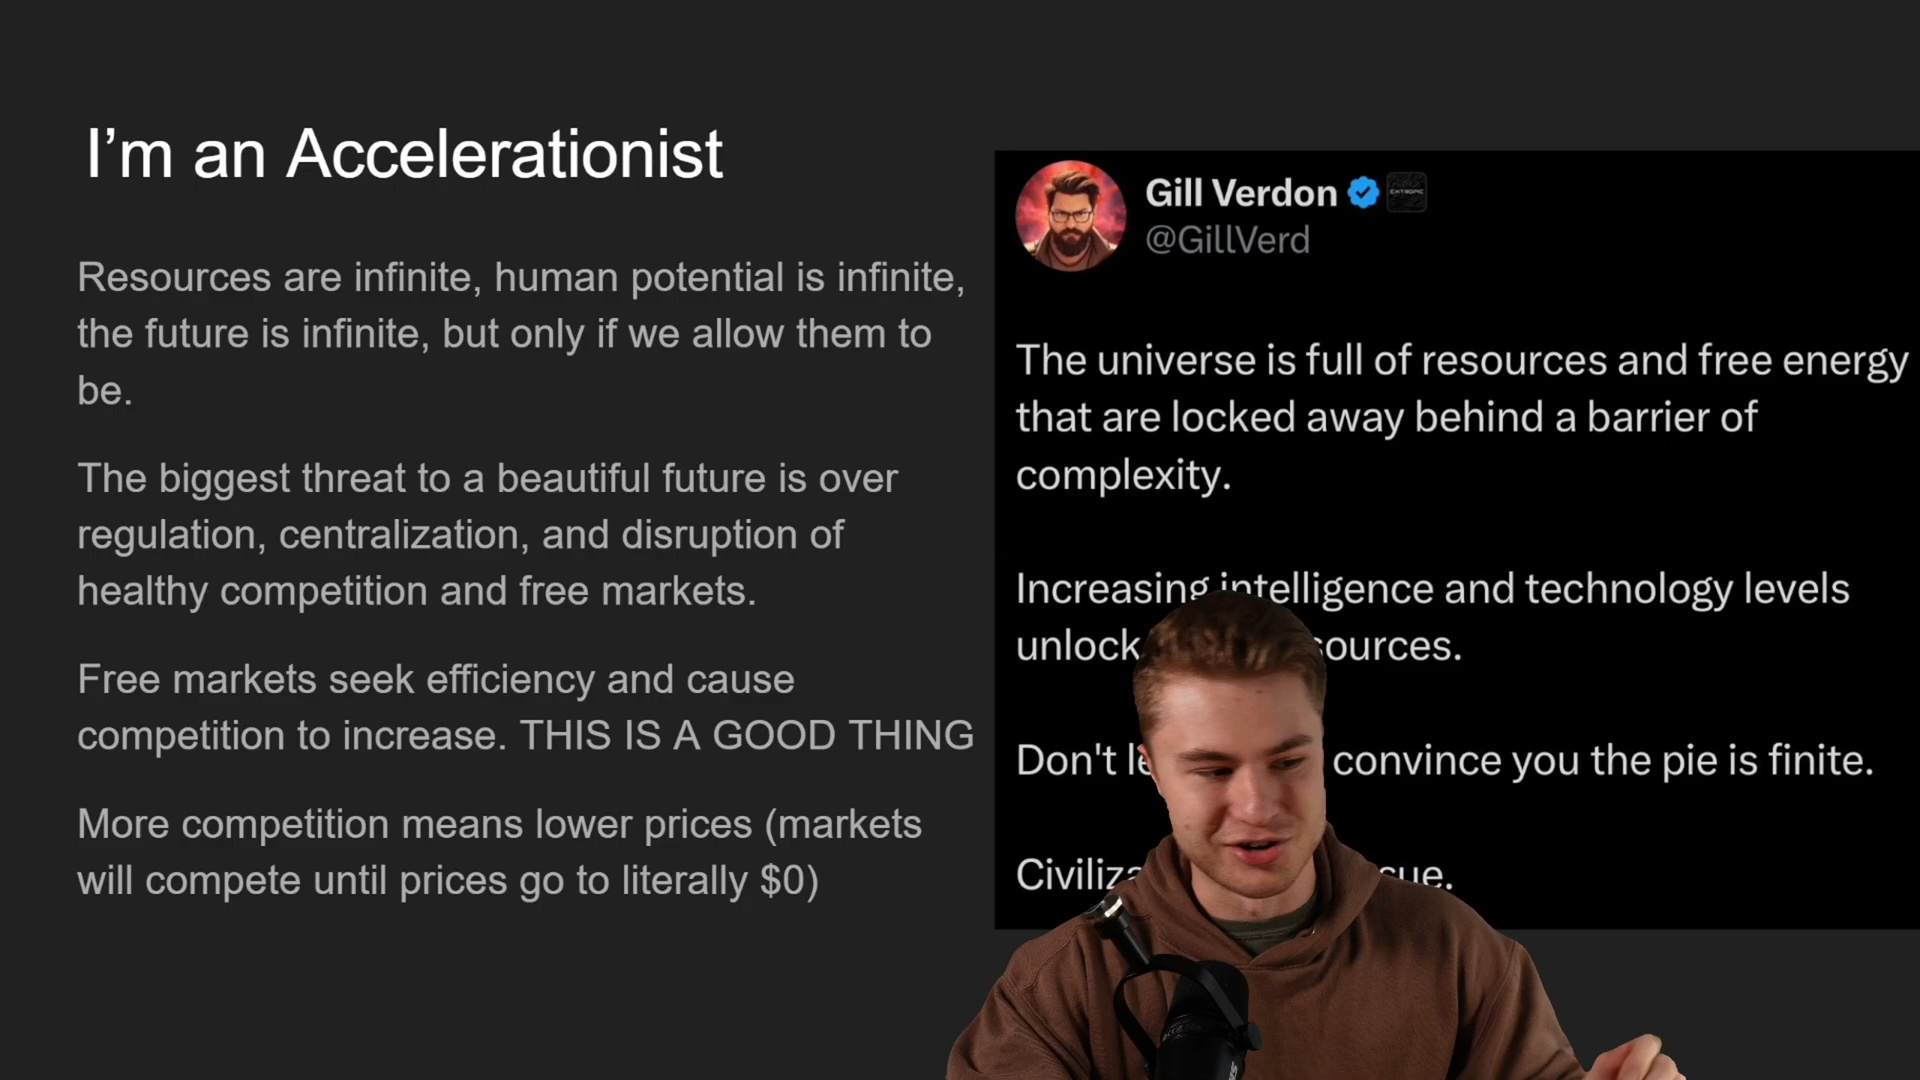 I'm an Accelerationist
Resources are infinite, human potential is infinite,
the future is infinite, but only if we allow them to
be.
The biggest threat to a beautiful future is over
regulation, centralization, and disruption of
healthy competition and free markets.
Free markets seek efficiency and cause
competition to increase. THIS IS A GOOD THING
More competition means lower prices (markets
will compete until prices go to literally $0)
Gill Verdon
EXTROPIC
@GillVerd
The universe is full of resources and free energy
that are locked away behind a barrier of
complexity.
Increasing intelligence and technology levels
unlock
Don't convince you the pie is finite.